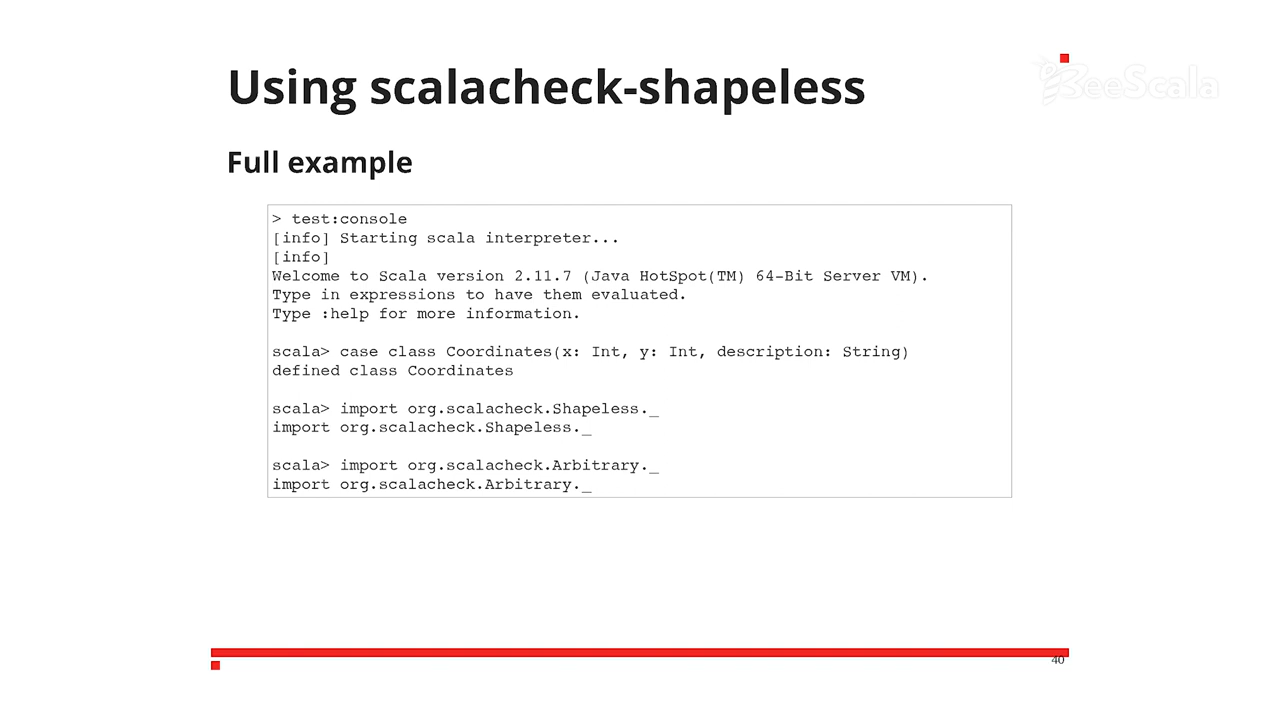 Using scalacheck-shapeless
BeeScala
Full example
> test:console
[info] Starting scala interpreter...
[info]
Welcome to Scala version 2.11.7 (Java HotSpot(TM) 64-Bit Server VM).
Type in expressions to have them evaluated.
Type :help for more information.
scala> case class Coordinates(x: Int, y: Int, description: String)
defined class Coordinates
scala> import org.scalacheck.Shapeless._
import org.scalacheck.Shapeless._
scala> import org.scalacheck.Arbitrary._
import org.scalacheck.Arbitrary._
40